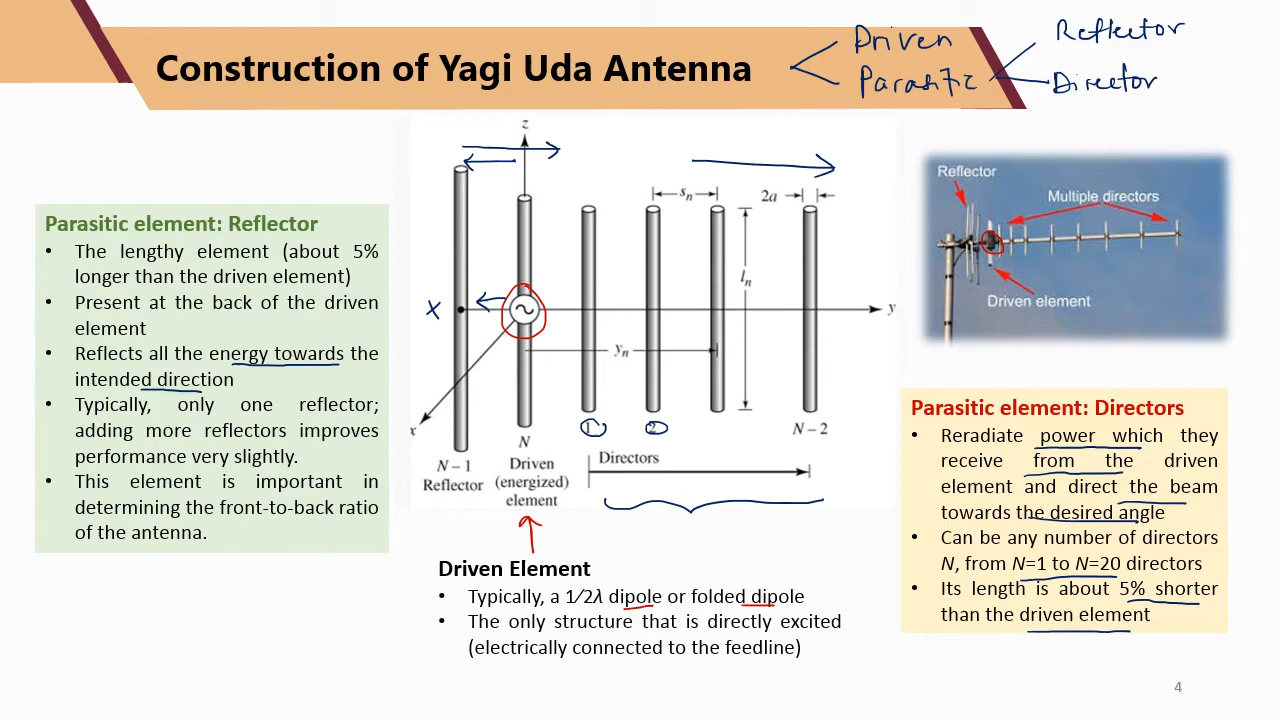 Construction of Yagi Uda Antenna
Driven
Parasitic
Reflector
Director
Parasitic element: Reflector
• The lengthy element (about 5%
longer than the driven element)
• Present at the back of the driven
element
• Reflects all the energy towards the
intended direction
• Typically, only one reflector;
adding more reflectors improves
performance very slightly.
• This element is important in
determining the front-to-back ratio
of the antenna.
z
sₙ
2a
lₙ
X
y
yₙ
x
1
2
N – 2
N – 1
Reflector
N
Driven
(energized)
element
Directors
Driven Element
• Typically, a 1/2λ dipole or folded dipole
• The only structure that is directly excited
(electrically connected to the feedline)
Reflector
Multiple directors
Driven element
Parasitic element: Directors
• Reradiate power which they
receive from the driven
element and direct the beam
towards the desired angle
• Can be any number of directors
N, from N=1 to N=20 directors
• Its length is about 5% shorter
than the driven element
4